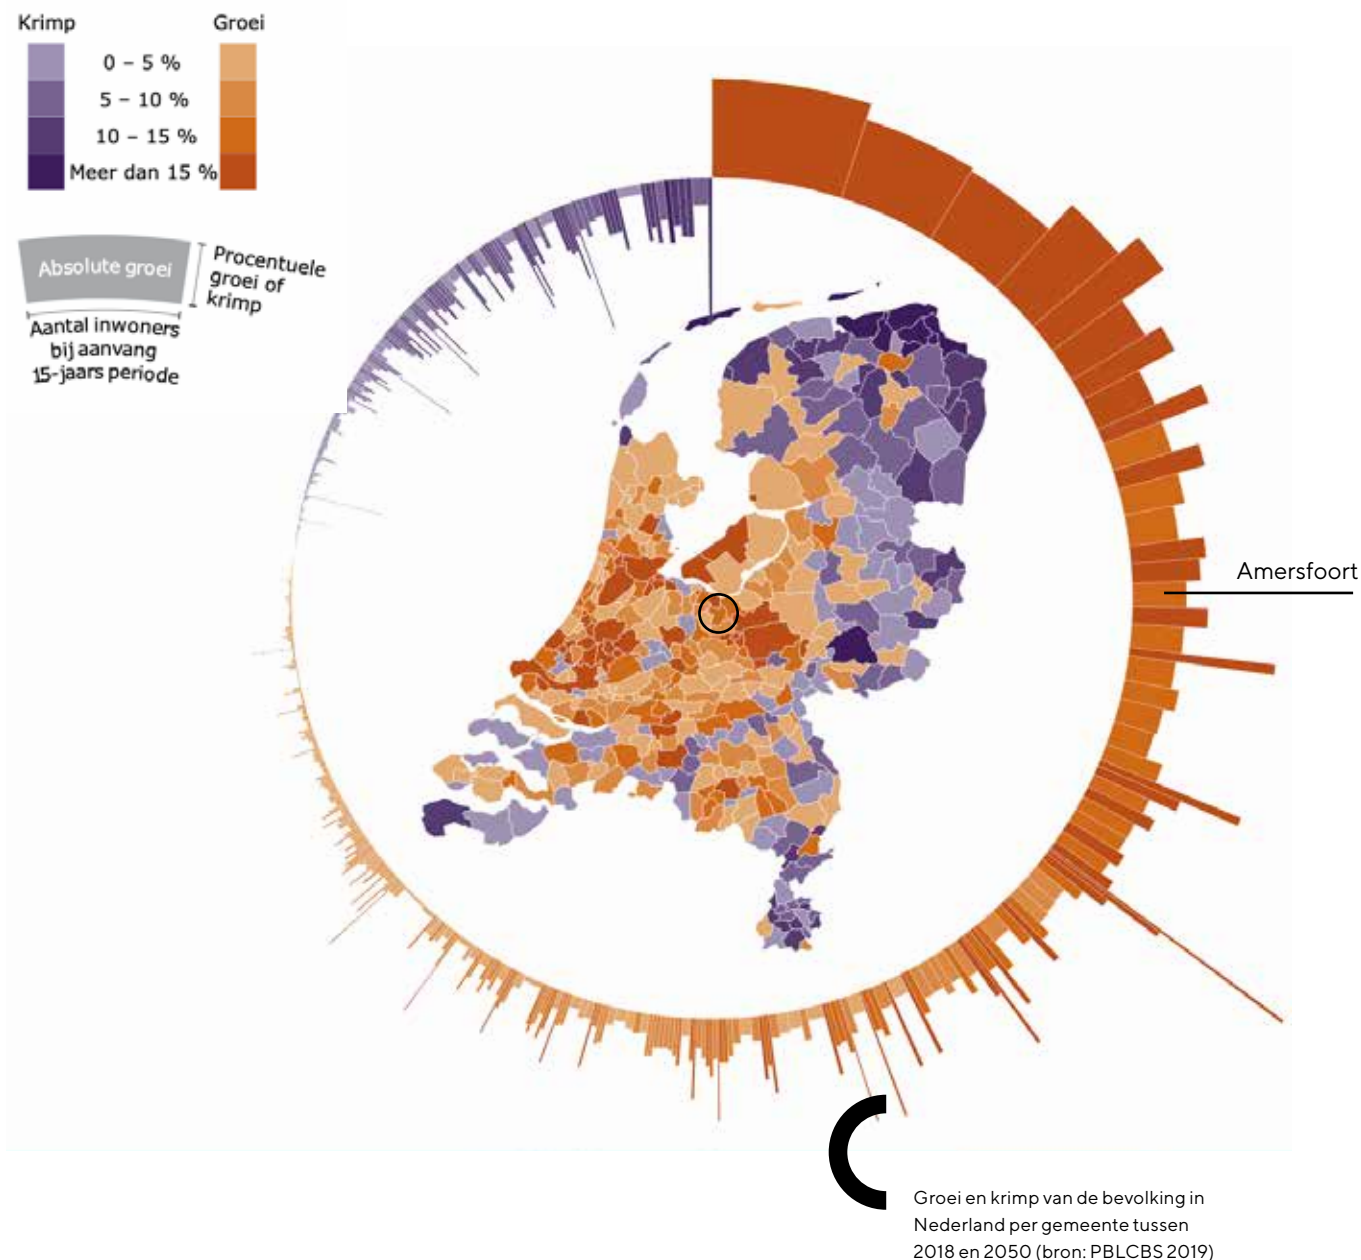 Krimp
Groei
0 – 5 %
5 – 10 %
10 – 15 %
Meer dan 15 %
Absolute groei
Procentuele
groei of
krimp
Aantal inwoners
bij aanvang
15-jaars periode
Amersfoort
Groei en krimp van de bevolking in
Nederland per gemeente tussen
2018 en 2050 (bron: PBLCBS 2019)